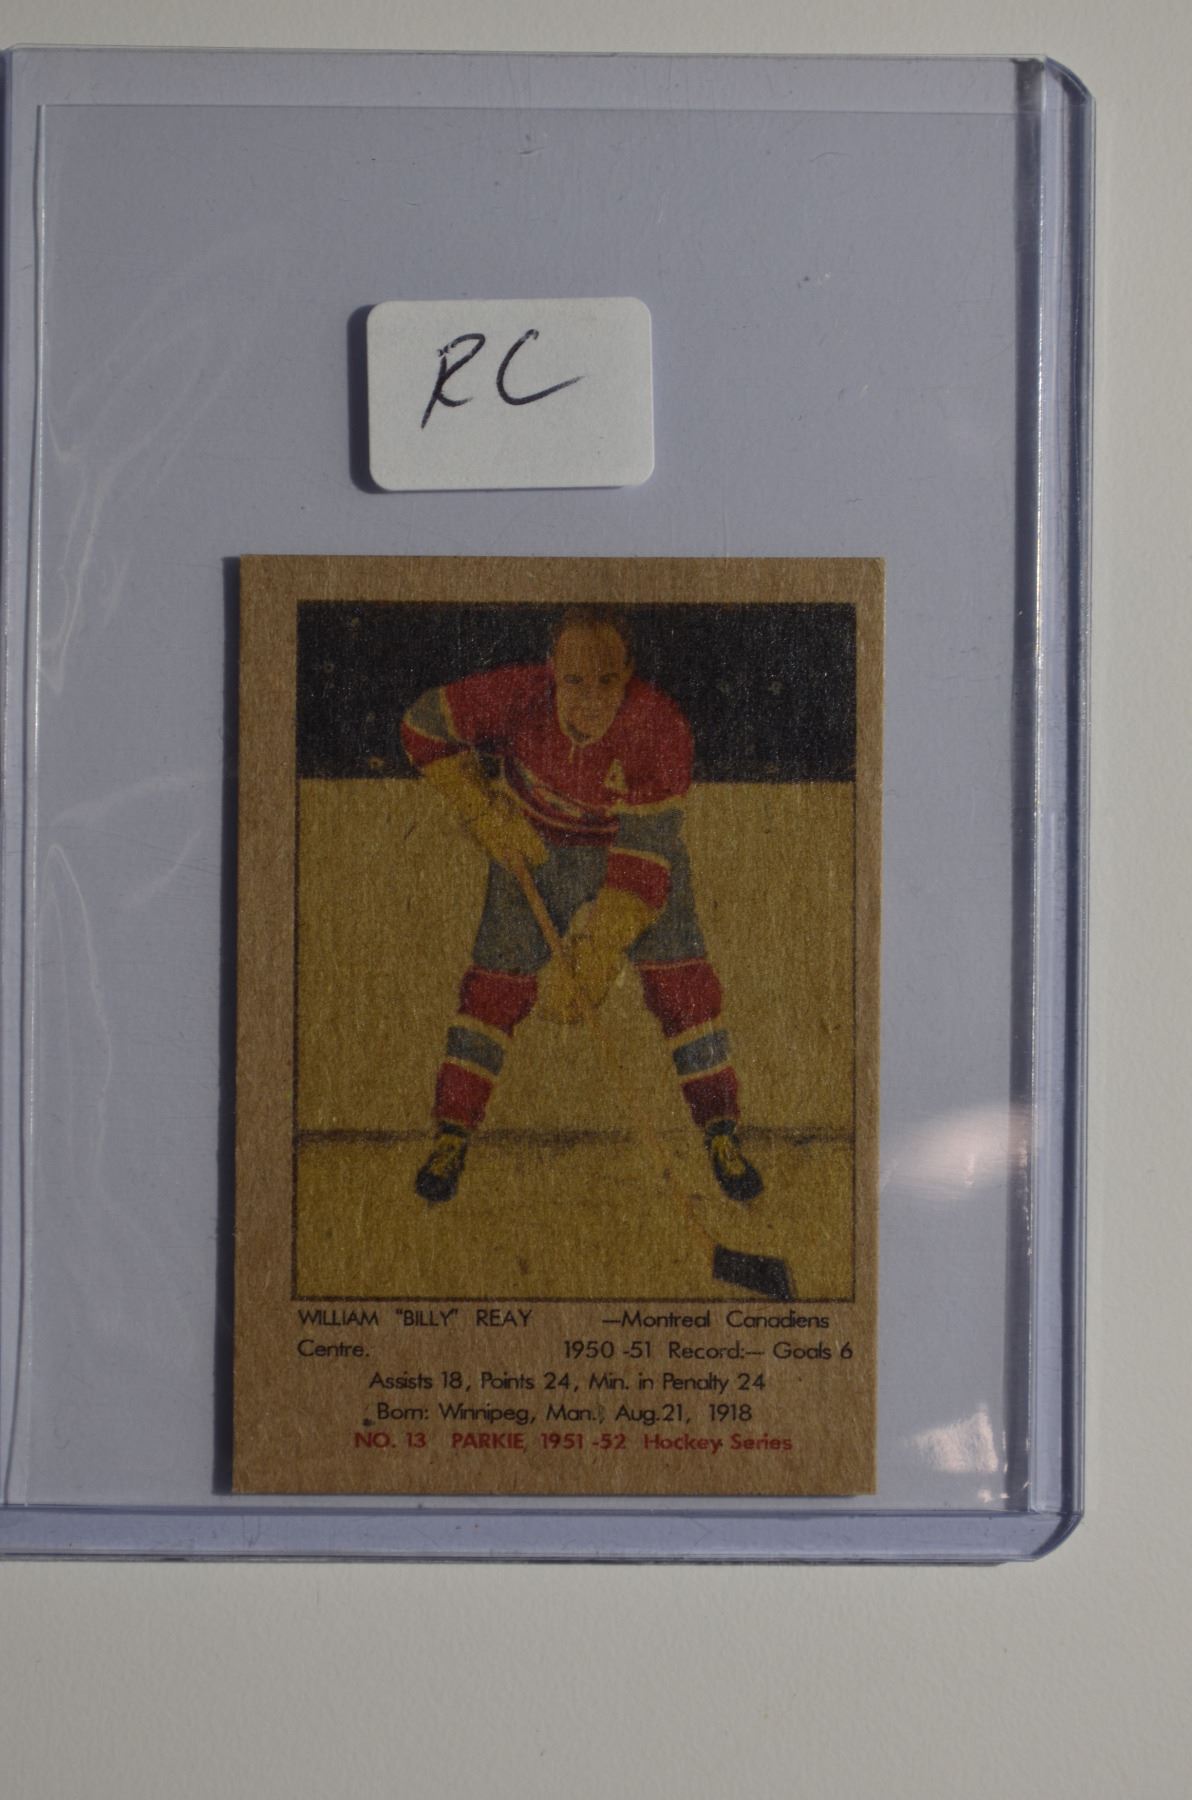 RC
A
WILLIAM "BILLY" REAY —Montreal Canadiens
Centre. 1950-51 Record:— Goals 6
Assists 18, Points 24, Min. in Penalty 24
Born: Winnipeg, Man., Aug.21, 1918
NO. 13 PARKIE, 1951-52 Hockey Series